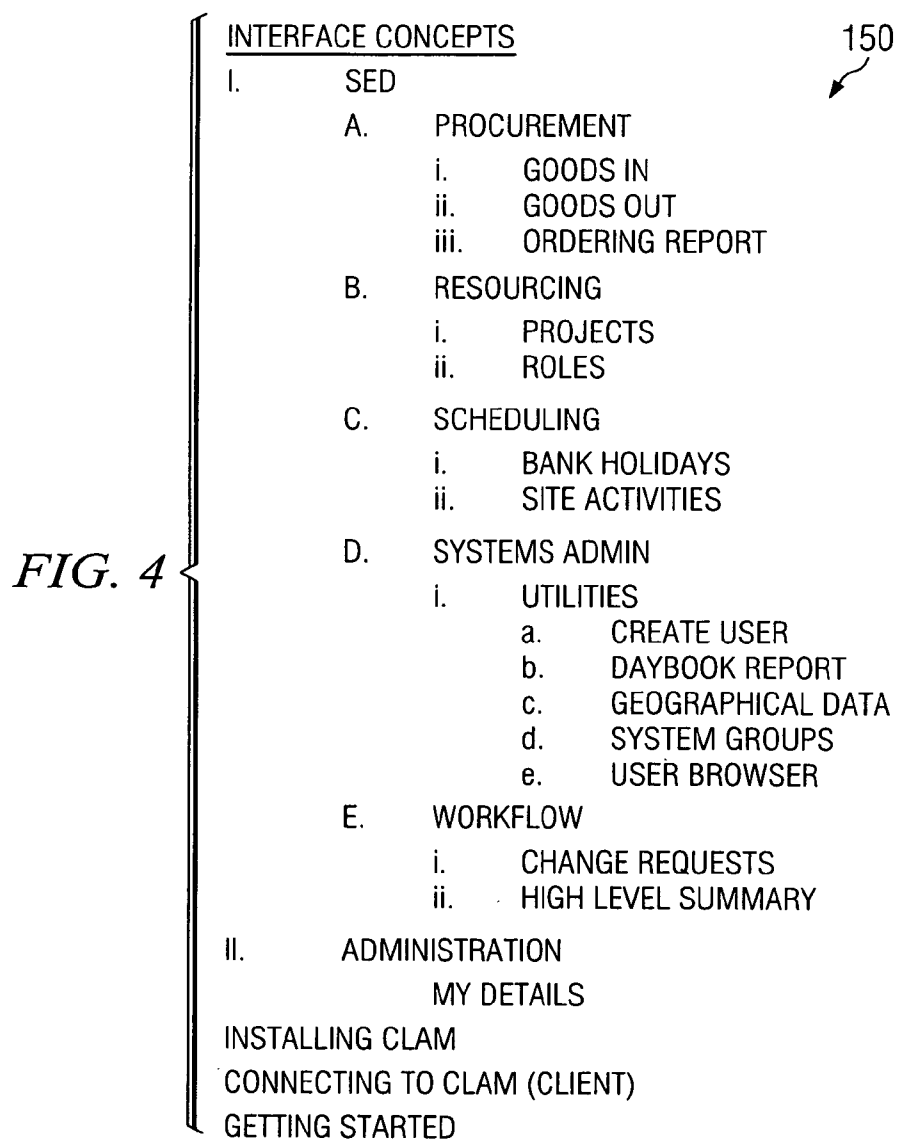 INTERFACE CONCEPTS 150
I. SED
A. PROCUREMENT
i. GOODS IN
ii. GOODS OUT
iii. ORDERING REPORT
B. RESOURCING
i. PROJECTS
ii. ROLES
C. SCHEDULING
i. BANK HOLIDAYS
ii. SITE ACTIVITIES
FIG. 4
D. SYSTEMS ADMIN
i. UTILITIES
a. CREATE USER
b. DAYBOOK REPORT
c. GEOGRAPHICAL DATA
d. SYSTEM GROUPS
e. USER BROWSER
E. WORKFLOW
i. CHANGE REQUESTS
ii. HIGH LEVEL SUMMARY
II. ADMINISTRATION
MY DETAILS
INSTALLING CLAM
CONNECTING TO CLAM (CLIENT)
GETTING STARTED